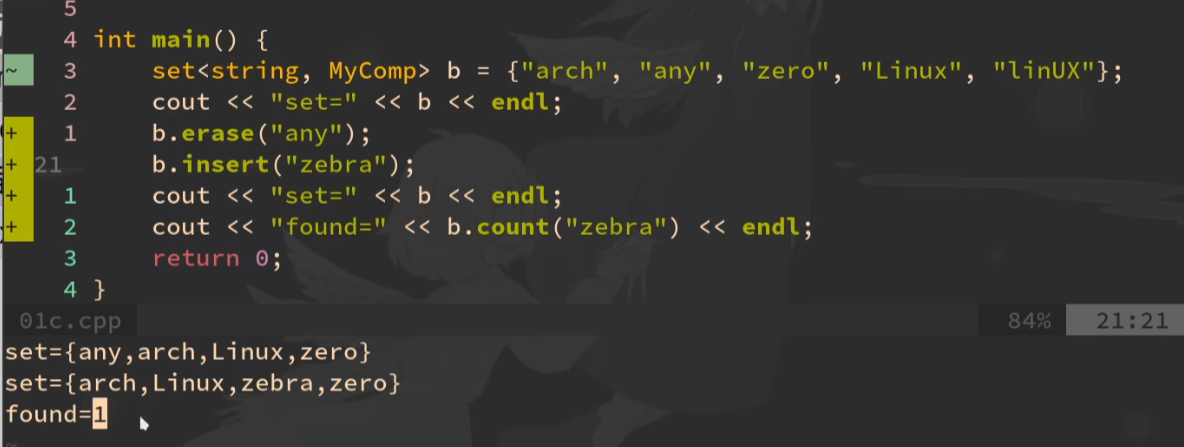 5
4 int main() {
~ 3     set<string, MyComp> b = {"arch", "any", "zero", "Linux", "linUX"};
2     cout << "set=" << b << endl;
+ 1     b.erase("any");
+ 21     b.insert("zebra");
+ 1     cout << "set=" << b << endl;
+ 2     cout << "found=" << b.count("zebra") << endl;
3     return 0;
4 }
01c.cpp 84% 21:21
set={any,arch,Linux,zero}
set={arch,Linux,zebra,zero}
found=1
~